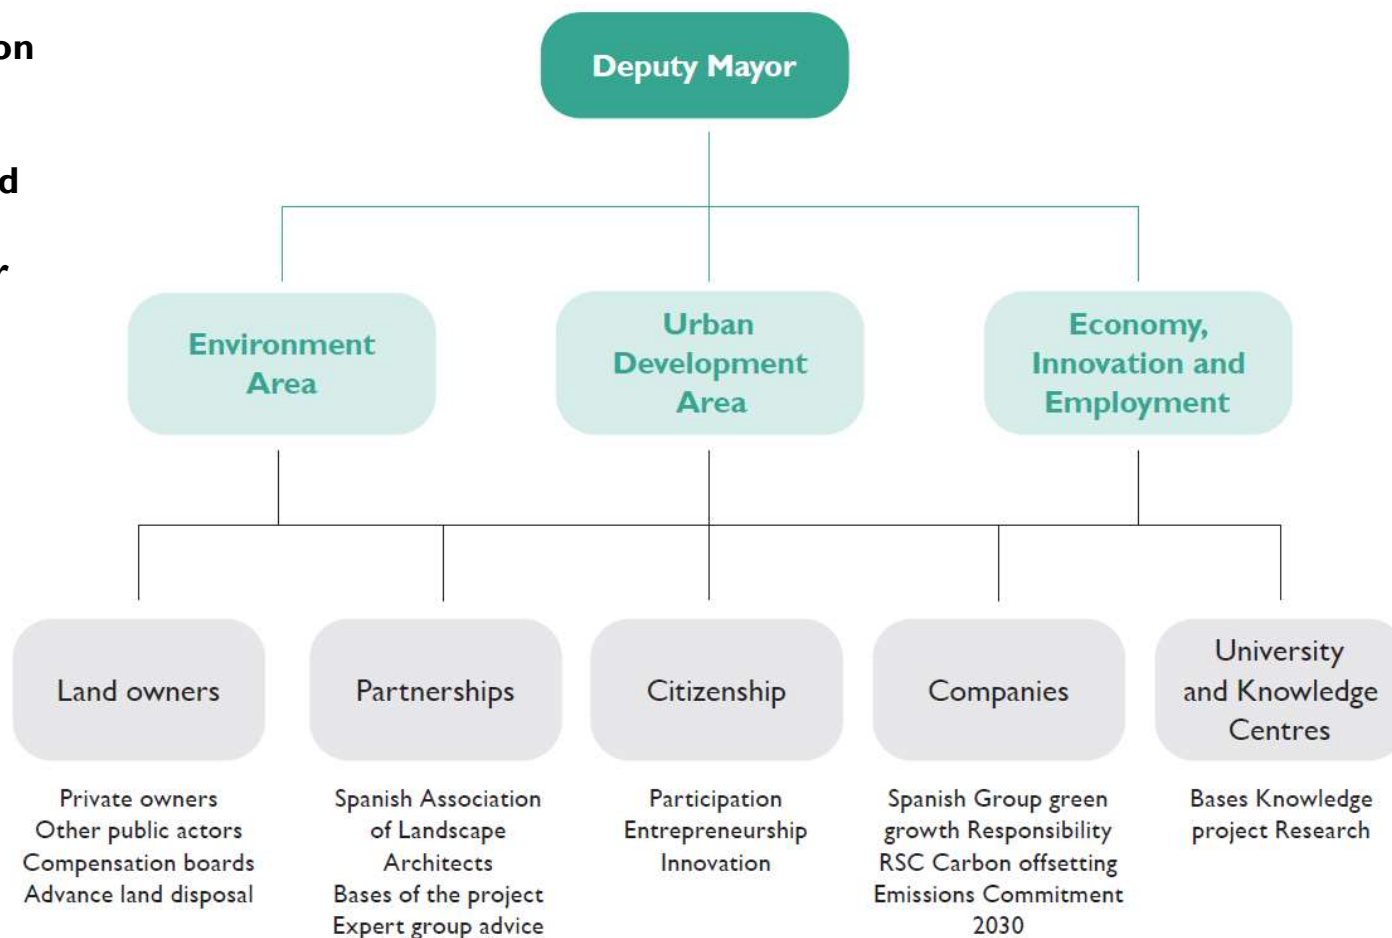 on
d
r
Deputy Mayor
Environment
Area
Urban
Development
Area
Economy,
Innovation and
Employment
Land owners
Private owners
Other public actors
Compensation boards
Advance land disposal
Partnerships
Spanish Association
of Landscape
Architects
Bases of the project
Expert group advice
Citizenship
Participation
Entrepreneurship
Innovation
Companies
Spanish Group green
growth Responsibility
RSC Carbon offsetting
Emissions Commitment
2030
University
and Knowledge
Centres
Bases Knowledge
project Research